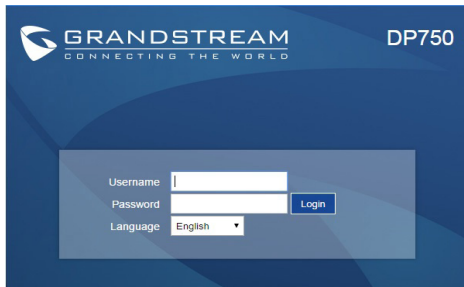 GRANDSTREAM
CONNECTING THE WORLD
DP750
Username
Password
Login
Language
English